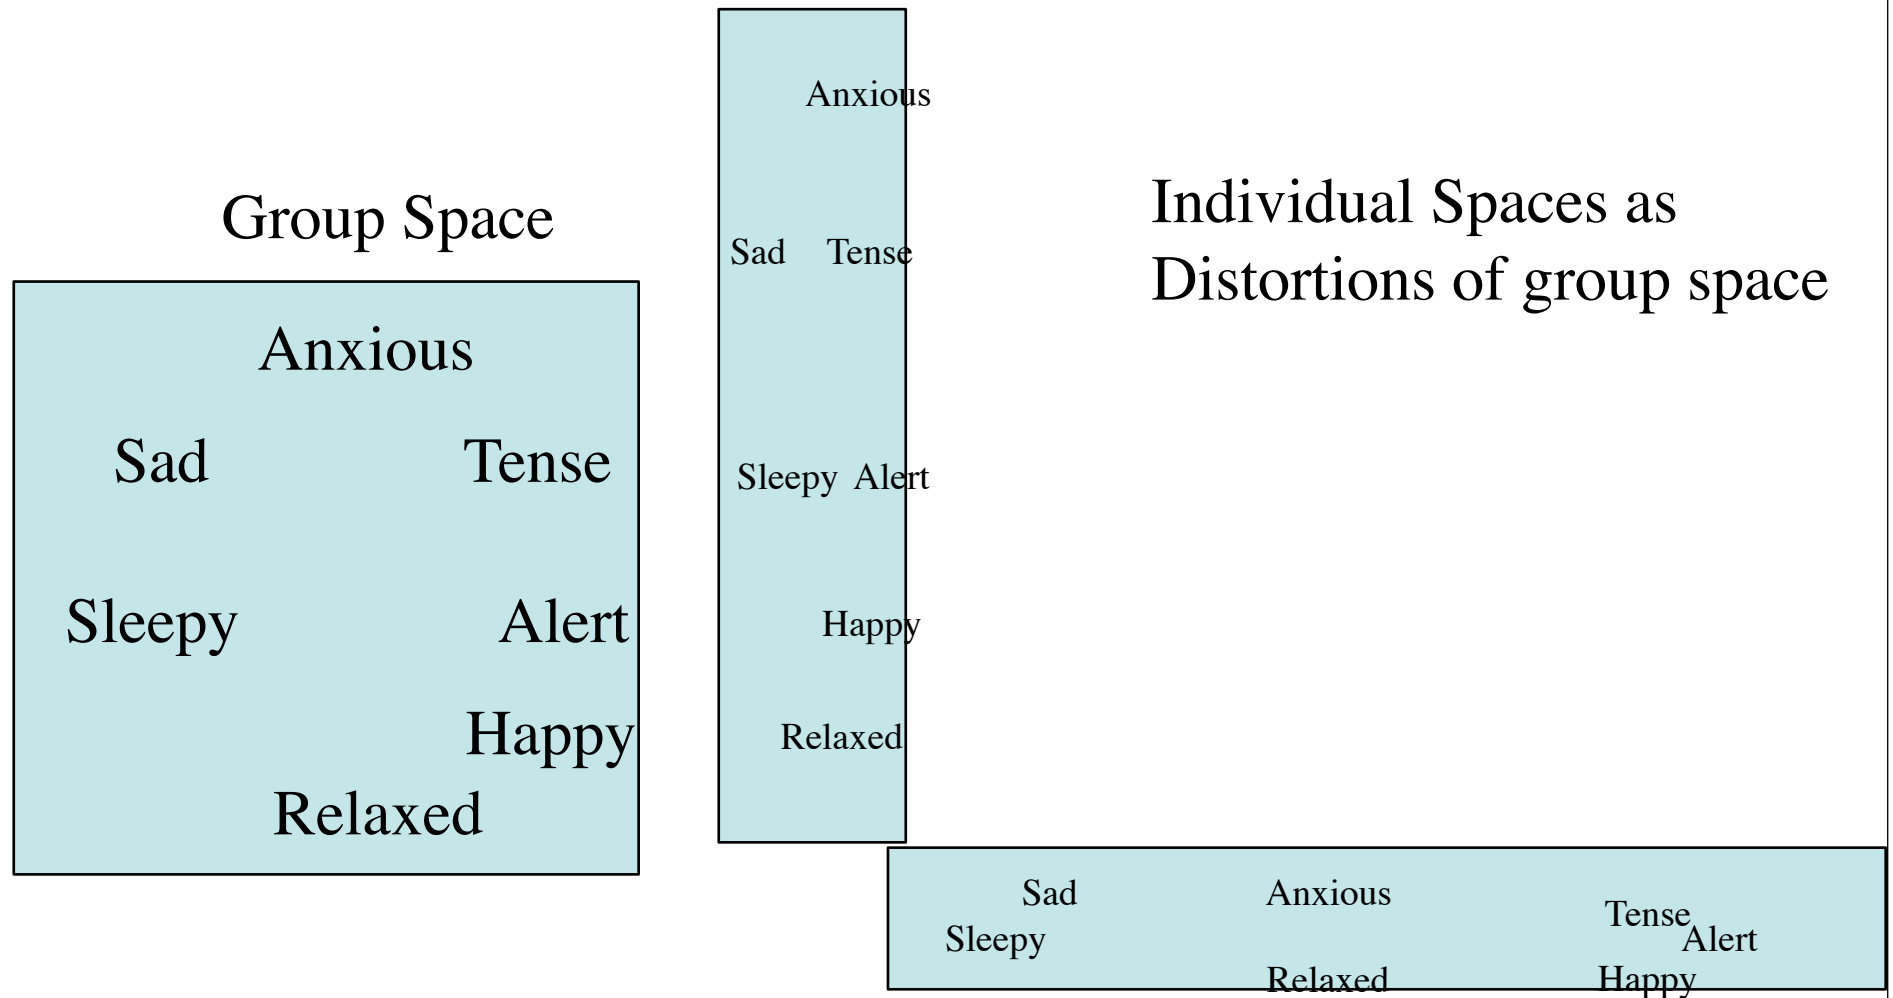 Group Space
Anxious
Sad Tense
Sleepy Alert
Happy
Relaxed
Anxious
Sad Tense
Sleepy Alert
Happy
Relaxed
Individual Spaces as
Distortions of group space
Sad Anxious
Tense
Sleepy Alert
Relaxed Happy